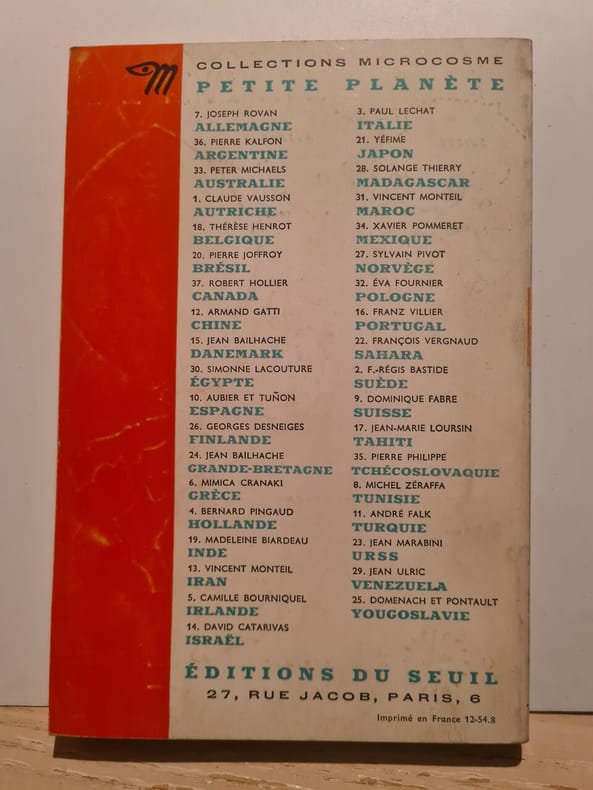 COLLECTIONS MICROCOSME
PETITE PLANÈTE
7. JOSEPH ROVAN
ALLEMAGNE
36. PIERRE KALFON
ARGENTINE
33. PETER MICHAELS
AUSTRALIE
1. CLAUDE VAUSSON
AUTRICHE
18. THÉRÈSE HENROT
BELGIQUE
20. PIERRE JOFFROY
BRÉSIL
37. ROBERT HOLLIER
CANADA
12. ARMAND GATTI
CHINE
15. JEAN BAILHACHE
DANEMARK
30. SIMONNE LACOUTURE
ÉGYPTE
10. AUBIER ET TUÑON
ESPAGNE
26. GEORGES DESNEIGES
FINLANDE
24. JEAN BAILHACHE
GRANDE-BRETAGNE
6. MIMICA CRANAKI
GRÈCE
4. BERNARD PINGAUD
HOLLANDE
19. MADELEINE BIARDEAU
INDE
13. VINCENT MONTEIL
IRAN
5. CAMILLE BOURNIQUEL
IRLANDE
14. DAVID CATARIVAS
ISRAËL
3. PAUL LECHAT
ITALIE
21. YÉFIME
JAPON
28. SOLANGE THIERRY
MADAGASCAR
31. VINCENT MONTEIL
MAROC
34. XAVIER POMMERET
MEXIQUE
27. SYLVAIN PIVOT
NORVÈGE
32. ÉVA FOURNIER
POLOGNE
16. FRANZ VILLIER
PORTUGAL
22. FRANÇOIS VERGNAUD
SAHARA
2. F.-RÉGIS BASTIDE
SUÈDE
9. DOMINIQUE FABRE
SUISSE
17. JEAN-MARIE LOURSIN
TAHITI
35. PIERRE PHILIPPE
TCHÉCOSLOVAQUIE
8. MICHEL ZÉRAFFA
TUNISIE
11. ANDRÉ FALK
TURQUIE
23. JEAN MARABINI
URSS
29. JEAN ULRIC
VENEZUELA
25. DOMENACH ET PONTAULT
YOUGOSLAVIE
ÉDITIONS DU SEUIL
27, RUE JACOB, PARIS, 6
Imprimé en France 12-54.8